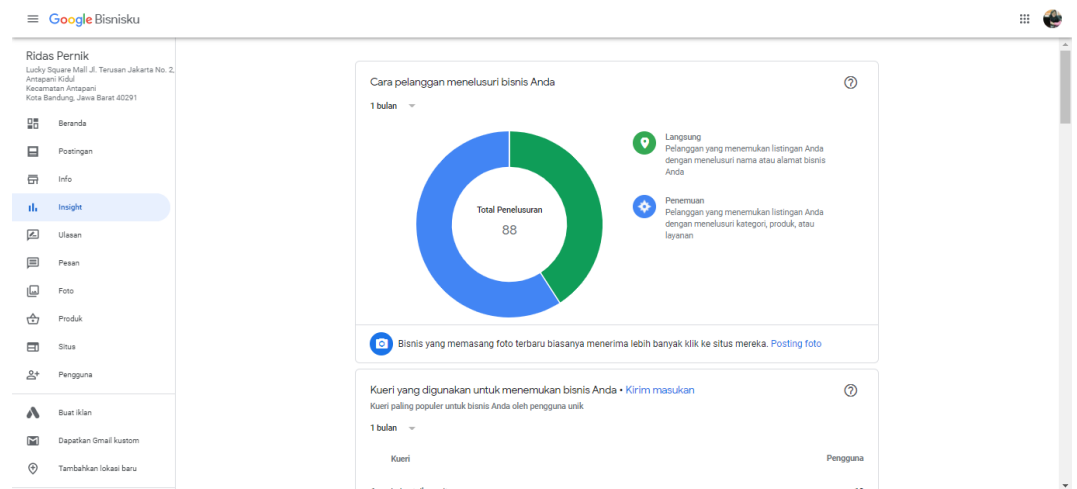 Google Bisnisku
Ridas Pernik
Lucky Square Mall Jl. Terusan Jakarta No. 2,
Antapani Kidul
Kecamatan Antapani
Kota Bandung, Jawa Barat 40291
Beranda
Postingan
Info
Insight
Ulasan
Pesan
Foto
Produk
Situs
Pengguna
Buat iklan
Dapatkan Gmail kustom
Tambahkan lokasi baru
Cara pelanggan menelusuri bisnis Anda
1 bulan
Total Penelusuran
88
Langsung
Pelanggan yang menemukan listingan Anda
dengan menelusuri nama atau alamat bisnis
Anda
Penemuan
Pelanggan yang menemukan listingan Anda
dengan menelusuri kategori, produk, atau
layanan
Bisnis yang memasang foto terbaru biasanya menerima lebih banyak klik ke situs mereka. Posting foto
Kueri yang digunakan untuk menemukan bisnis Anda • Kirim masukan
Kueri paling populer untuk bisnis Anda oleh pengguna unik
1 bulan
Kueri Pengguna